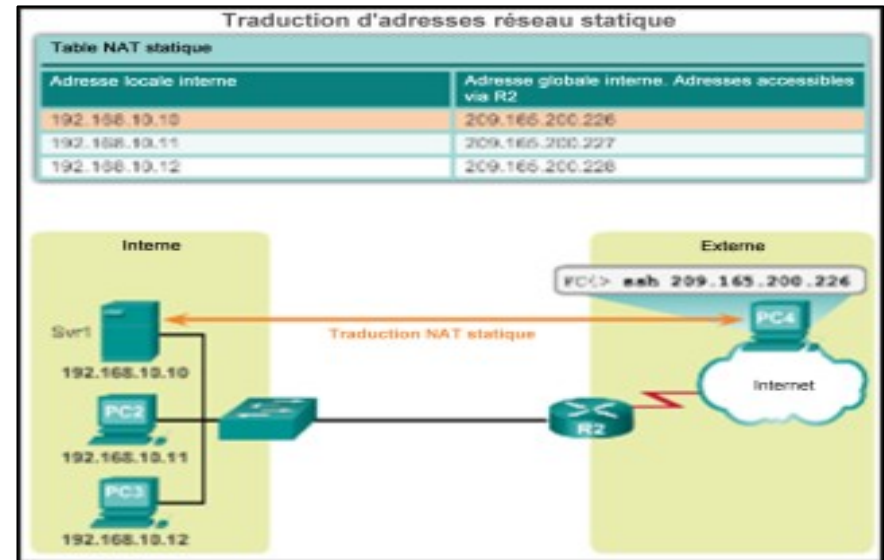 Traduction d'adresses réseau statique
Table NAT statique
Adresse locale interne
Adresse globale interne. Adresses accessibles
via R2
192.168.10.10
209.165.200.226
192.168.10.11
209.165.200.227
192.168.10.12
209.165.200.228
Interne
Externe
> ssh 209.165.200.226
Svr1
PC4
Traduction NAT statique
192.168.10.10
Internet
PC2
R2
192.168.10.11
PC3
192.168.10.12